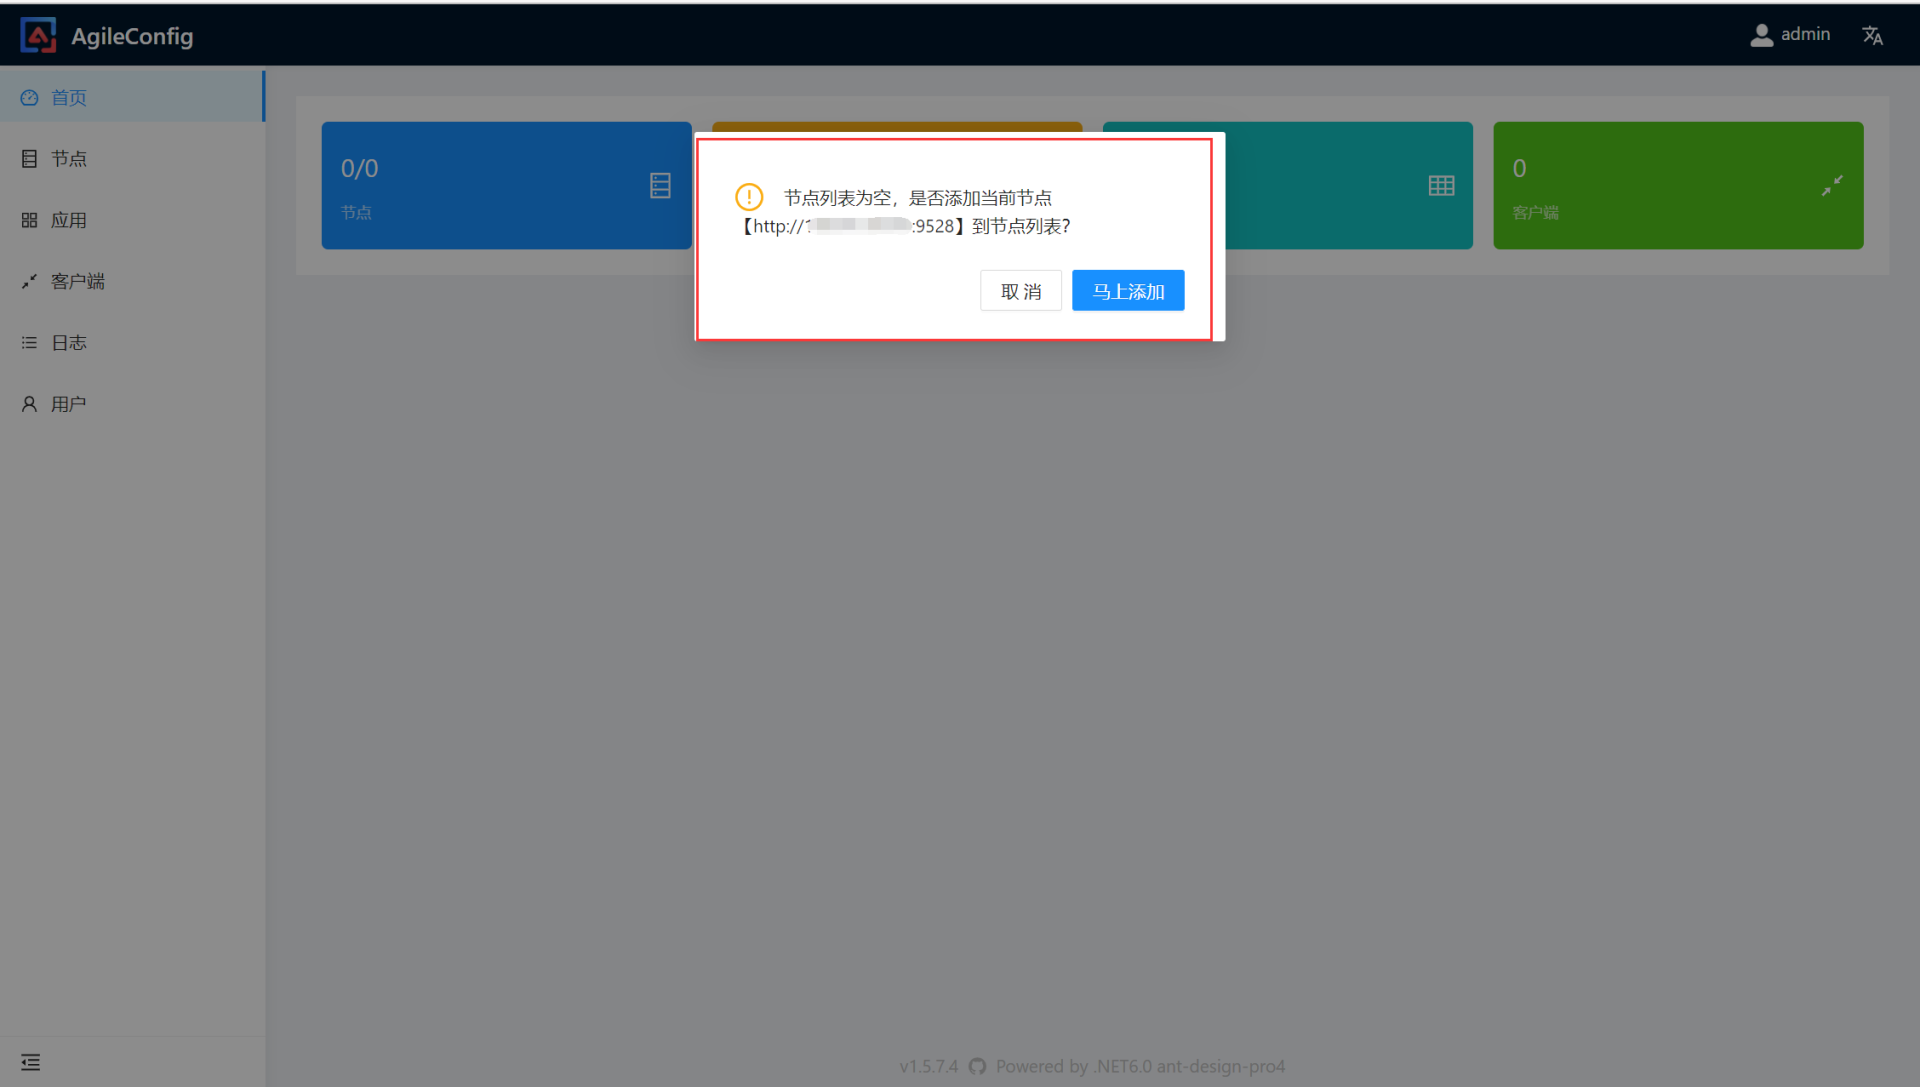 AgileConfig
admin
首页
节点
应用
客户端
日志
用户
0/0
节点
0
客户端
节点列表为空，是否添加当前节点
【http://1 :9528】到节点列表?
取 消
马上添加
v1.5.7.4 Powered by .NET6.0 ant-design-pro4